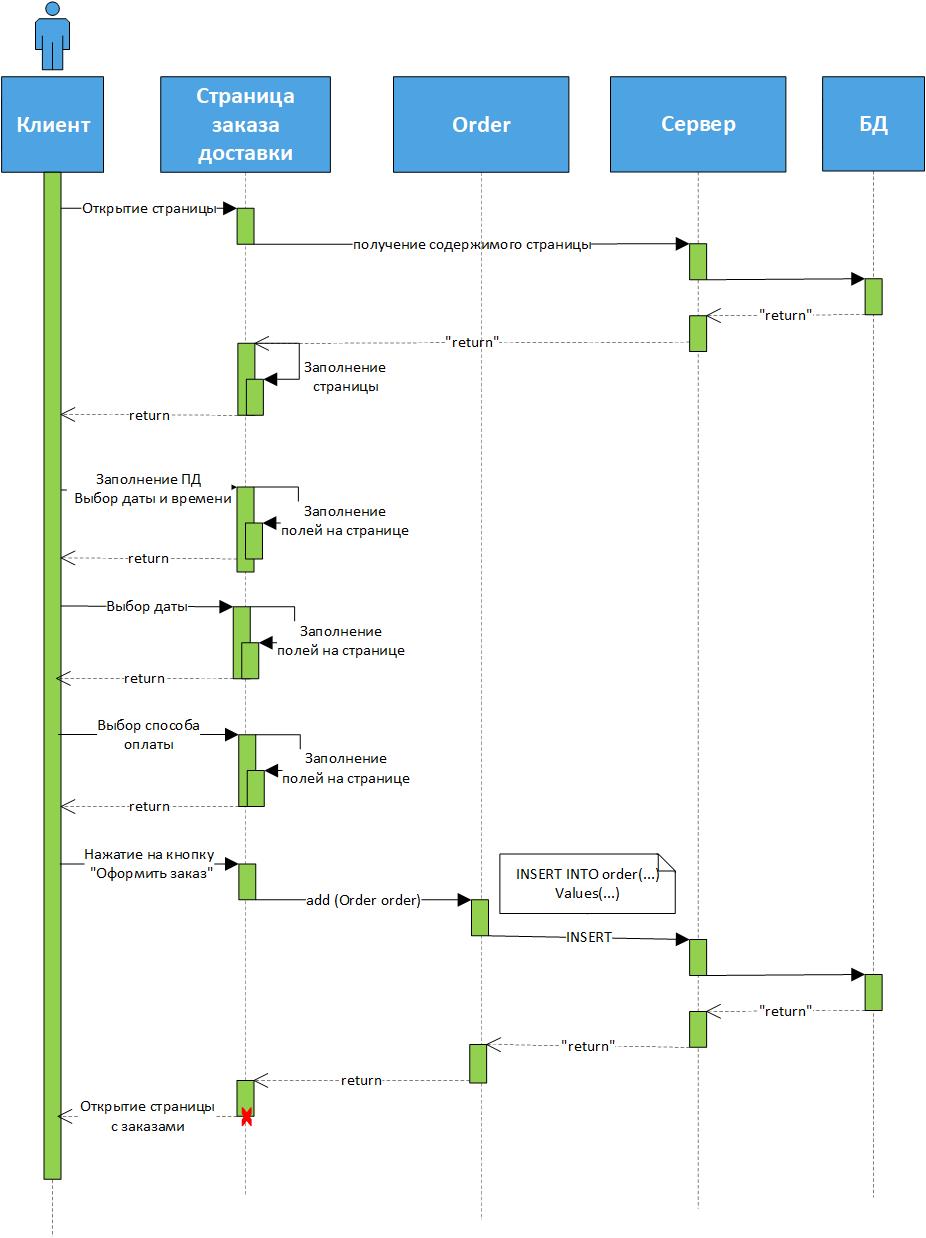 Клиент
Страница
заказа
доставки
Order
Сервер
БД
Открытие страницы
получение содержимого страницы
"return"
"return"
Заполнение
страницы
return
Заполнение ПД
Выбор даты и времени
Заполнение
полей на странице
return
Выбор даты
Заполнение
полей на странице
return
Выбор способа
оплаты
Заполнение
полей на странице
return
Нажатие на кнопку
"Оформить заказ"
INSERT INTO order(...)
Values(...)
add (Order order)
INSERT
"return"
"return"
return
Открытие страницы
с заказами